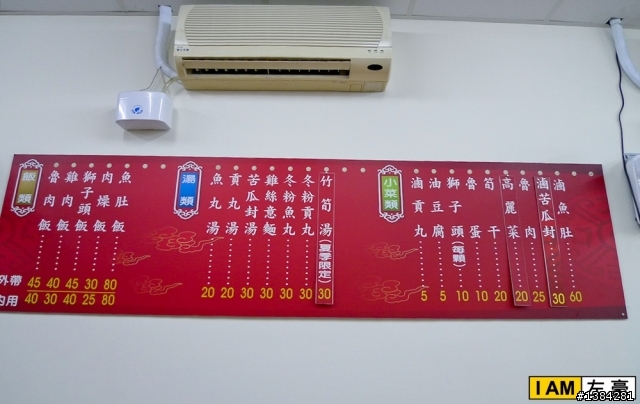 飯類
魯肉飯 45 40
雞肉飯 40 30
獅子頭飯 45 40
肉燥飯 30 25
魚肚飯 80 80
外帶
內用
湯類
魚丸湯 20
貢丸湯 20
苦瓜封湯 30
雞絲意麵 30
冬粉魚丸 30
冬粉貢丸 30
竹筍湯(夏季限定) 30
小菜類
滷貢丸 5
油豆腐 5
獅子頭(每顆) 10
魯蛋 10
筍干 20
高麗菜 20
魯肉 25
滷苦瓜封 30
滷魚肚 60
I AM 左亮
#1384281